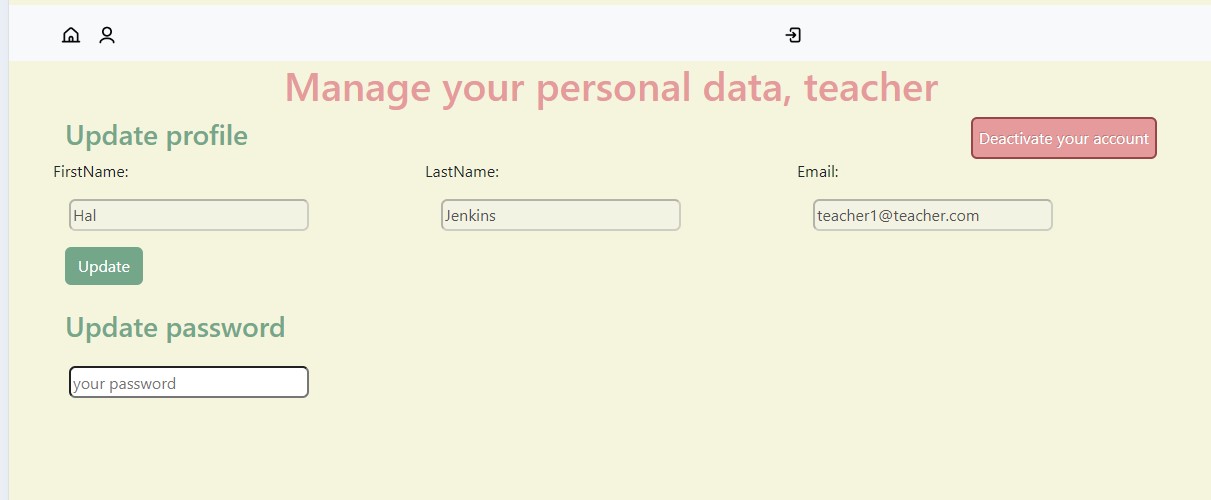 Manage your personal data, teacher
Update profile
Deactivate your account
FirstName:
LastName:
Email:
Hal
Jenkins
teacher1@teacher.com
Update
Update password
your password